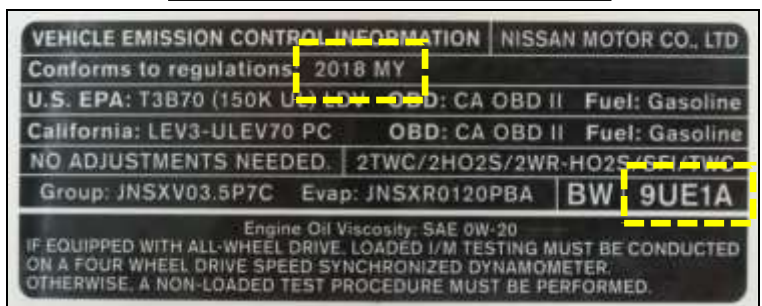 VEHICLE EMISSION CONTROL INFORMATION NISSAN MOTOR CO., LTD
Conforms to regulations 2018 MY
U.S. EPA: T3B70 (150K UL) LDV OBD: CA OBD II Fuel: Gasoline
California: LEV3-ULEV70 PC OBD: CA OBD II Fuel: Gasoline
NO ADJUSTMENTS NEEDED. 2TWC/2HO2S/2WR-HO2S/SFI/TWC
Group: JNSXV03.5P7C Evap: JNSXR0120PBA BW 9UE1A
Engine Oil Viscosity: SAE 0W-20
IF EQUIPPED WITH ALL-WHEEL DRIVE. LOADED I/M TESTING MUST BE CONDUCTED
ON A FOUR WHEEL DRIVE SPEED SYNCHRONIZED DYNAMOMETER.
OTHERWISE, A NON-LOADED TEST PROCEDURE MUST BE PERFORMED.